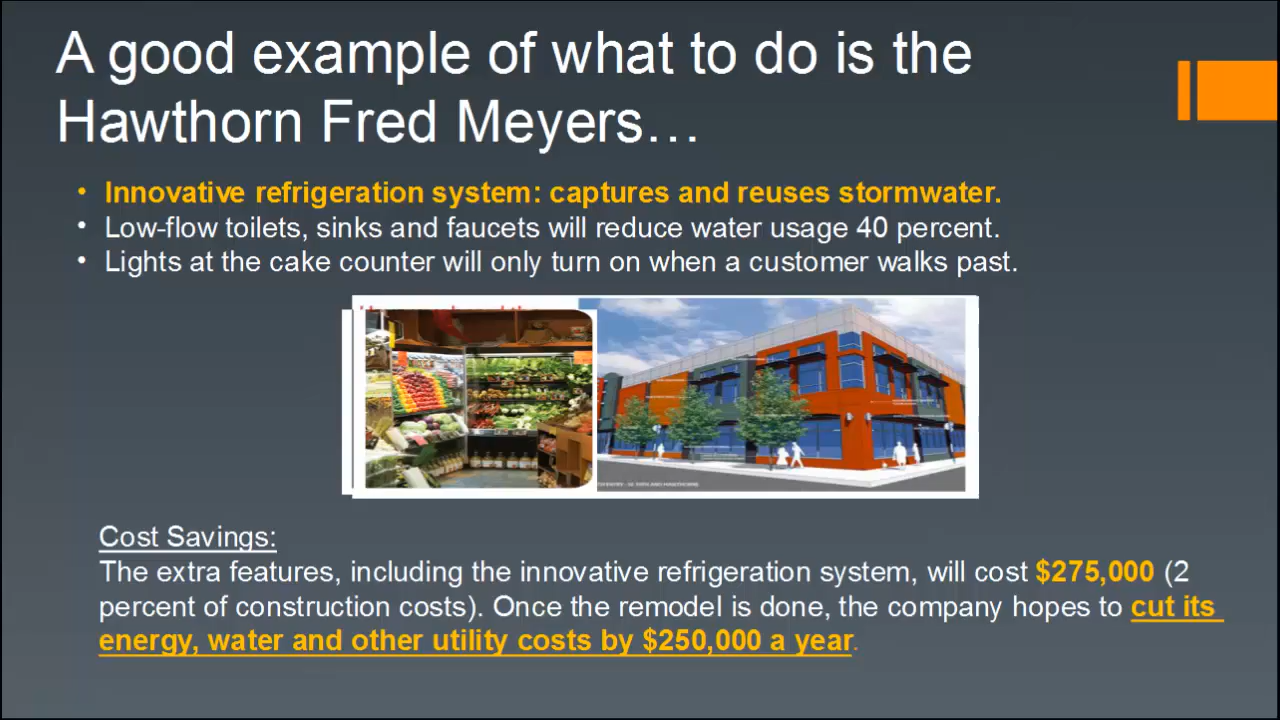 A good example of what to do is the
Hawthorn Fred Meyers…
• Innovative refrigeration system: captures and reuses stormwater.
• Low-flow toilets, sinks and faucets will reduce water usage 40 percent.
• Lights at the cake counter will only turn on when a customer walks past.
Cost Savings:
The extra features, including the innovative refrigeration system, will cost $275,000 (2
percent of construction costs). Once the remodel is done, the company hopes to cut its
energy, water and other utility costs by $250,000 a year.